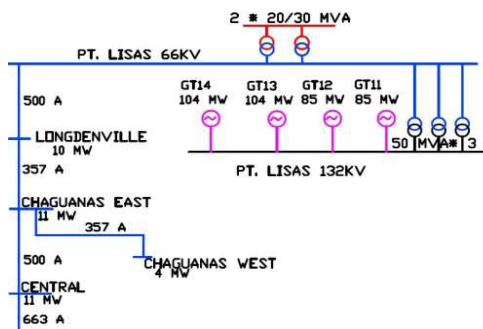 2 * 20/30 MVA
PT. LISAS 66KV
500 A
GT14
104 MW
GT13
104 MW
GT12
85 MW
GT11
85 MW
LONGDENVILLE
10 MW
50 MVA* 3
357 A
PT. LISAS 132KV
CHAGUANAS EAST
11 MW
357 A
500 A
CHAGUANAS WEST
4 MW
CENTRAL
11 MW
663 A